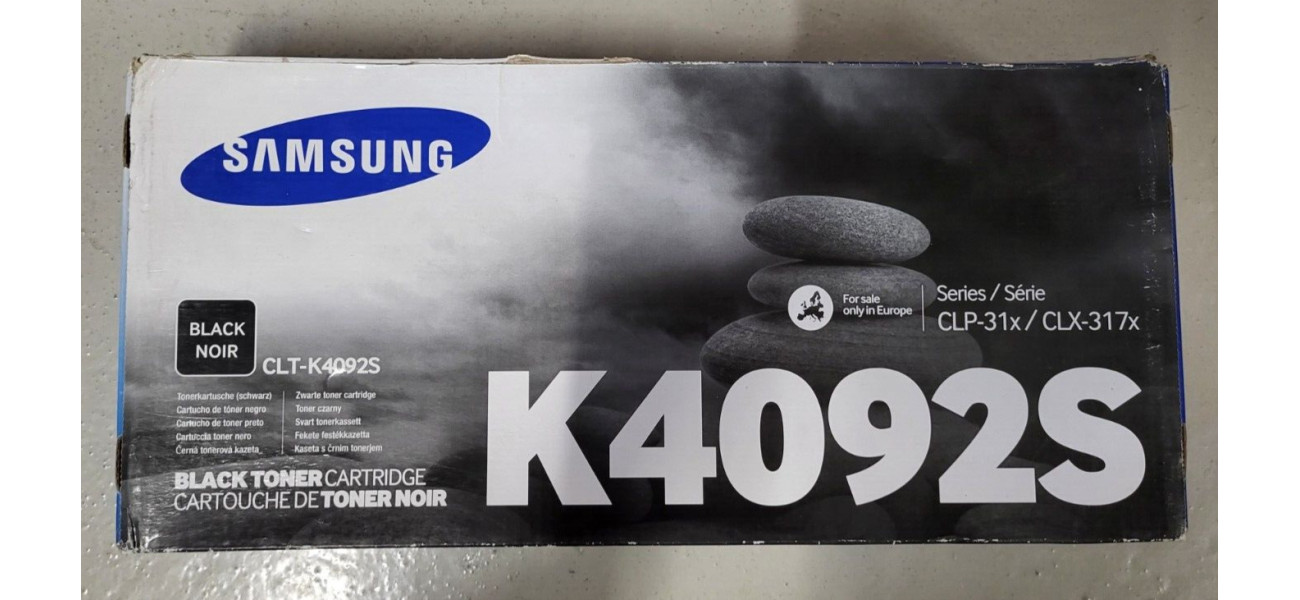 SAMSUNG
For sale
only in Europe
Series / Série
CLP-31x / CLX-317x
BLACK
NOIR
CLT-K4092S
Tonerkartusche (schwarz)
Cartucho de tóner negro
Cartucho de toner preto
Cartuccia toner nero
Černá tonerová kazeta
Zwarte toner cartridge
Toner czarny
Svart tonerkassett
Fekete festékkazetta
Kaseta s črnim tonerjem
BLACK TONER CARTRIDGE
CARTOUCHE DE TONER NOIR
K4092S